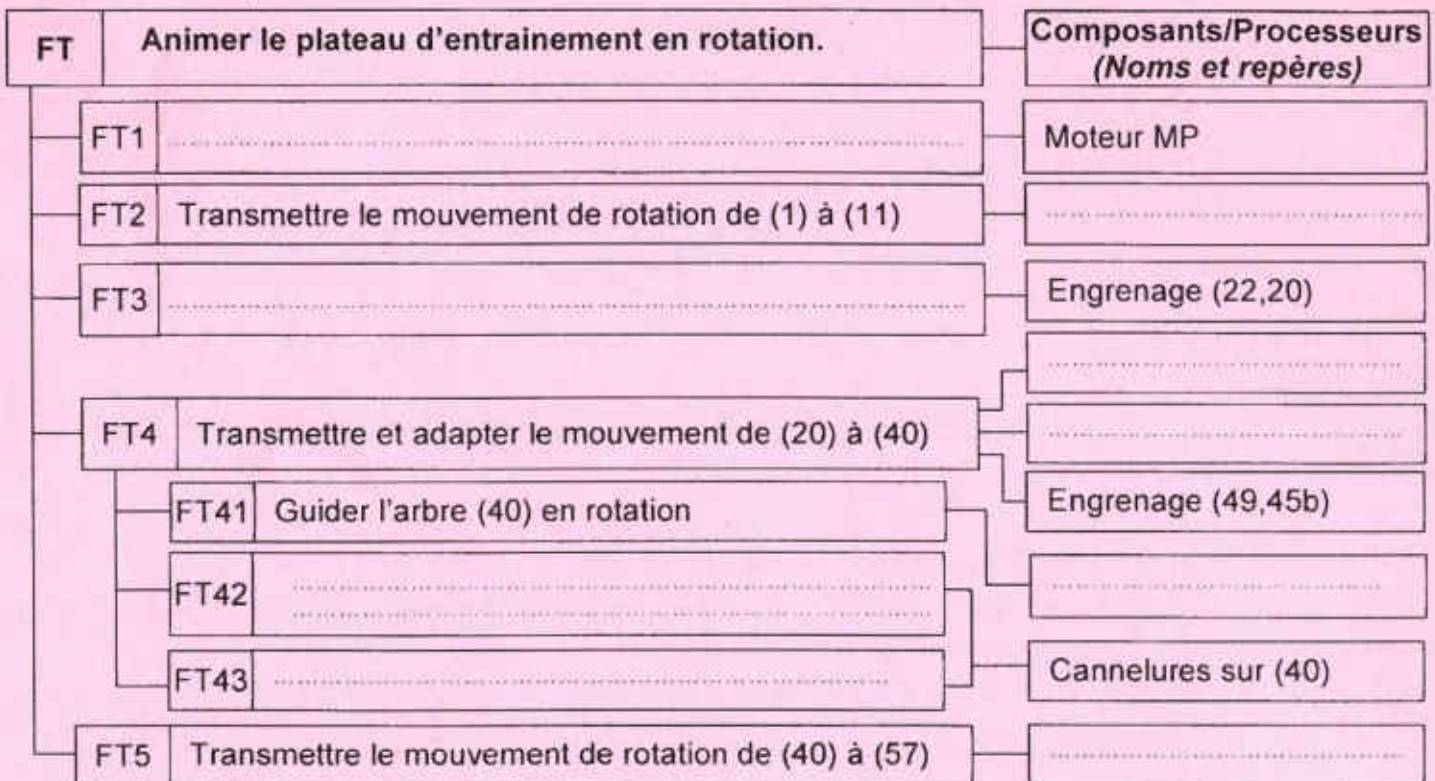 FT Animer le plateau d'entrainement en rotation. Composants/Processeurs
(Noms et repères)
FT1 ........................ Moteur MP
FT2 Transmettre le mouvement de rotation de (1) à (11) ........................
FT3 ........................ Engrenage (22,20)
........................
FT4 Transmettre et adapter le mouvement de (20) à (40) ........................
Engrenage (49,45b)
FT41 Guider l'arbre (40) en rotation
FT42 ........................ ........................
........................
FT43 ........................ Cannelures sur (40)
FT5 Transmettre le mouvement de rotation de (40) à (57) ........................